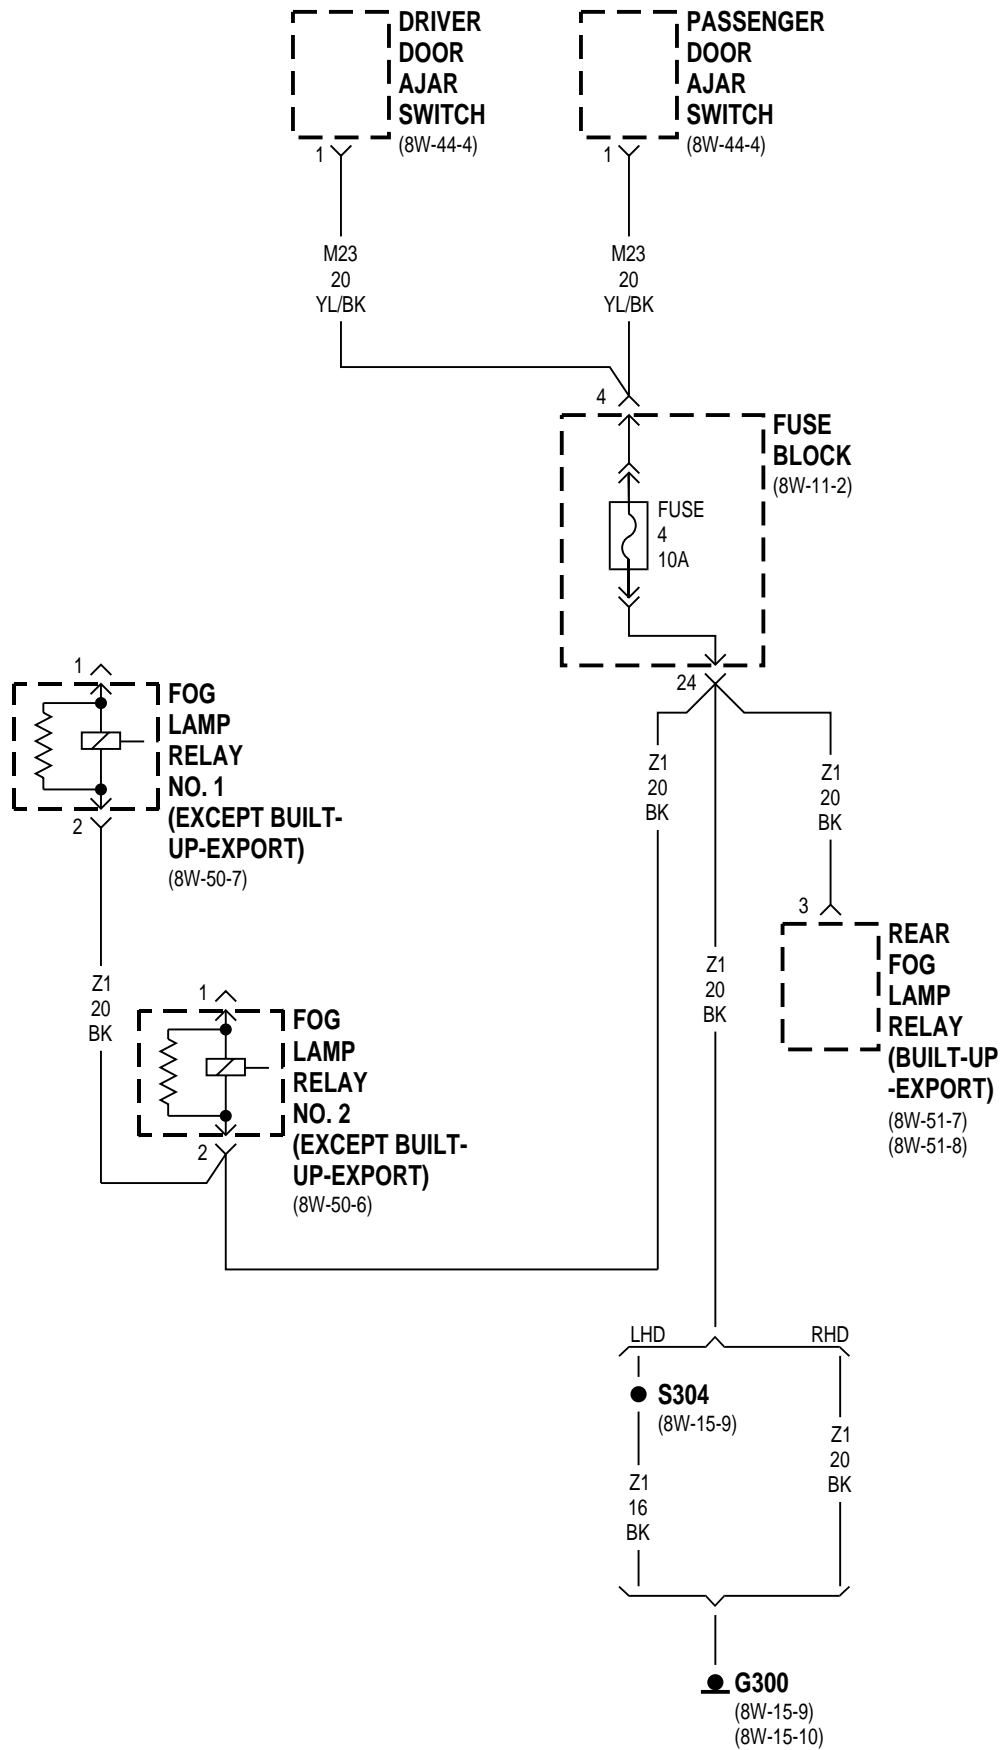 DRIVER
DOOR
AJAR
SWITCH
(8W-44-4)
1
PASSENGER
DOOR
AJAR
SWITCH
(8W-44-4)
1
M23
20
YL/BK
M23
20
YL/BK
4
FUSE
BLOCK
(8W-11-2)
FUSE
4
10A
24
1
FOG
LAMP
RELAY
NO. 1
(EXCEPT BUILT-
UP-EXPORT)
(8W-50-7)
2
Z1
20
BK
Z1
20
BK
3
REAR
FOG
LAMP
RELAY
(BUILT-UP
-EXPORT)
(8W-51-7)
(8W-51-8)
Z1
20
BK
Z1
20
BK
1
FOG
LAMP
RELAY
NO. 2
(EXCEPT BUILT-
UP-EXPORT)
(8W-50-6)
2
LHD
RHD
S304
(8W-15-9)
Z1
16
BK
Z1
20
BK
G300
(8W-15-9)
(8W-15-10)